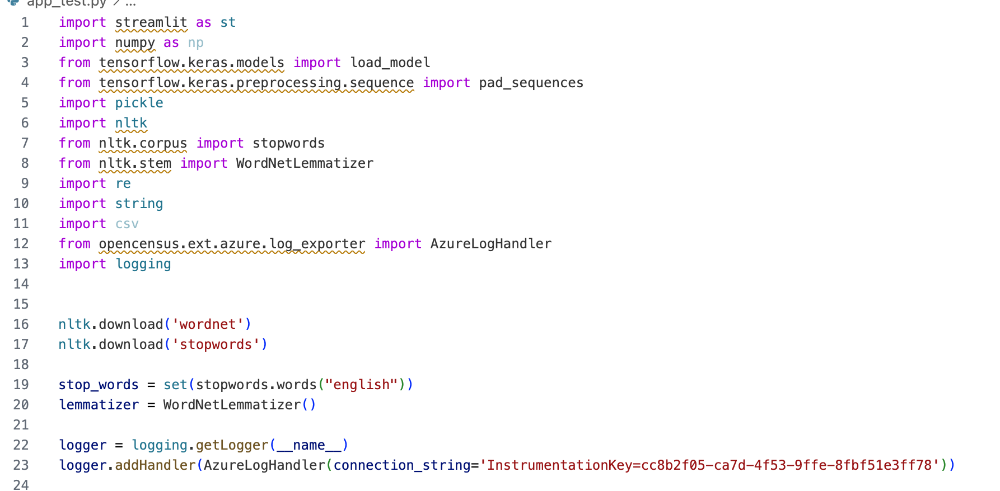 app_test.py > ...
1 import streamlit as st
2 import numpy as np
3 from tensorflow.keras.models import load_model
4 from tensorflow.keras.preprocessing.sequence import pad_sequences
5 import pickle
6 import nltk
7 from nltk.corpus import stopwords
8 from nltk.stem import WordNetLemmatizer
9 import re
10 import string
11 import csv
12 from opencensus.ext.azure.log_exporter import AzureLogHandler
13 import logging
14
15
16 nltk.download('wordnet')
17 nltk.download('stopwords')
18
19 stop_words = set(stopwords.words("english"))
20 lemmatizer = WordNetLemmatizer()
21
22 logger = logging.getLogger(__name__)
23 logger.addHandler(AzureLogHandler(connection_string='InstrumentationKey=cc8b2f05-ca7d-4f53-9ffe-8fbf51e3ff78'))
24